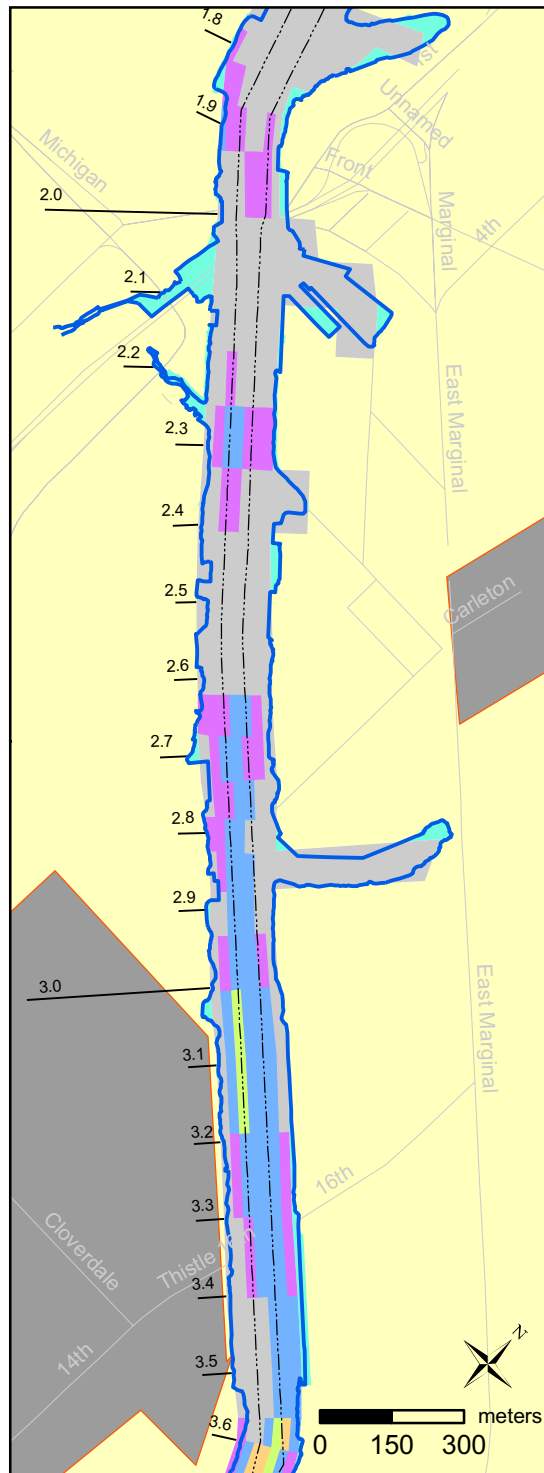 1.8
1st
1.9
Unnamed
Michigan
Front
2.0
Marginal
4th
2.1
2.2
East Marginal
2.3
2.4
2.5
Carleton
2.6
2.7
2.8
2.9
3.0
East Marginal
3.1
3.2
16th
3.3
Cloverdale
Thistle
3.4
14th
3.5
N
3.6
meters
0 150 300